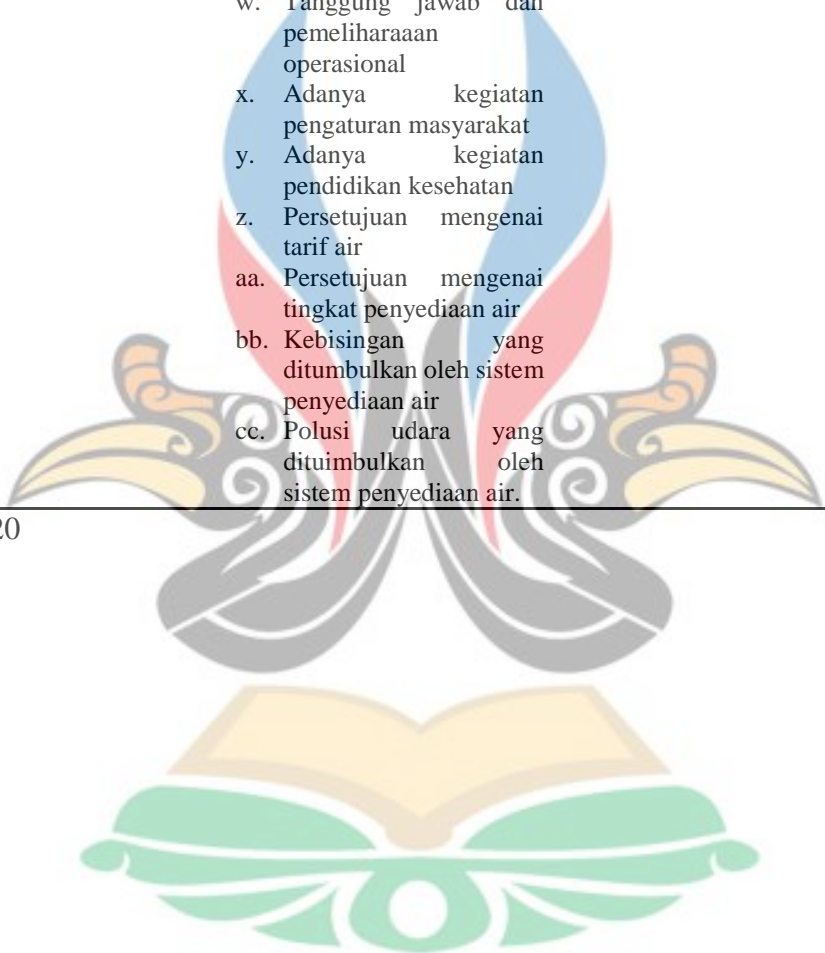 w. Tanggung jawab dan
pemeliharaaan
operasional
x. Adanya kegiatan
pengaturan masyarakat
y. Adanya kegiatan
pendidikan kesehatan
z. Persetujuan mengenai
tarif air
aa. Persetujuan mengenai
tingkat penyediaan air
bb. Kebisingan yang
ditumbulkan oleh sistem
penyediaan air
cc. Polusi udara yang
dituimbulkan oleh
sistem penyediaan air.
20